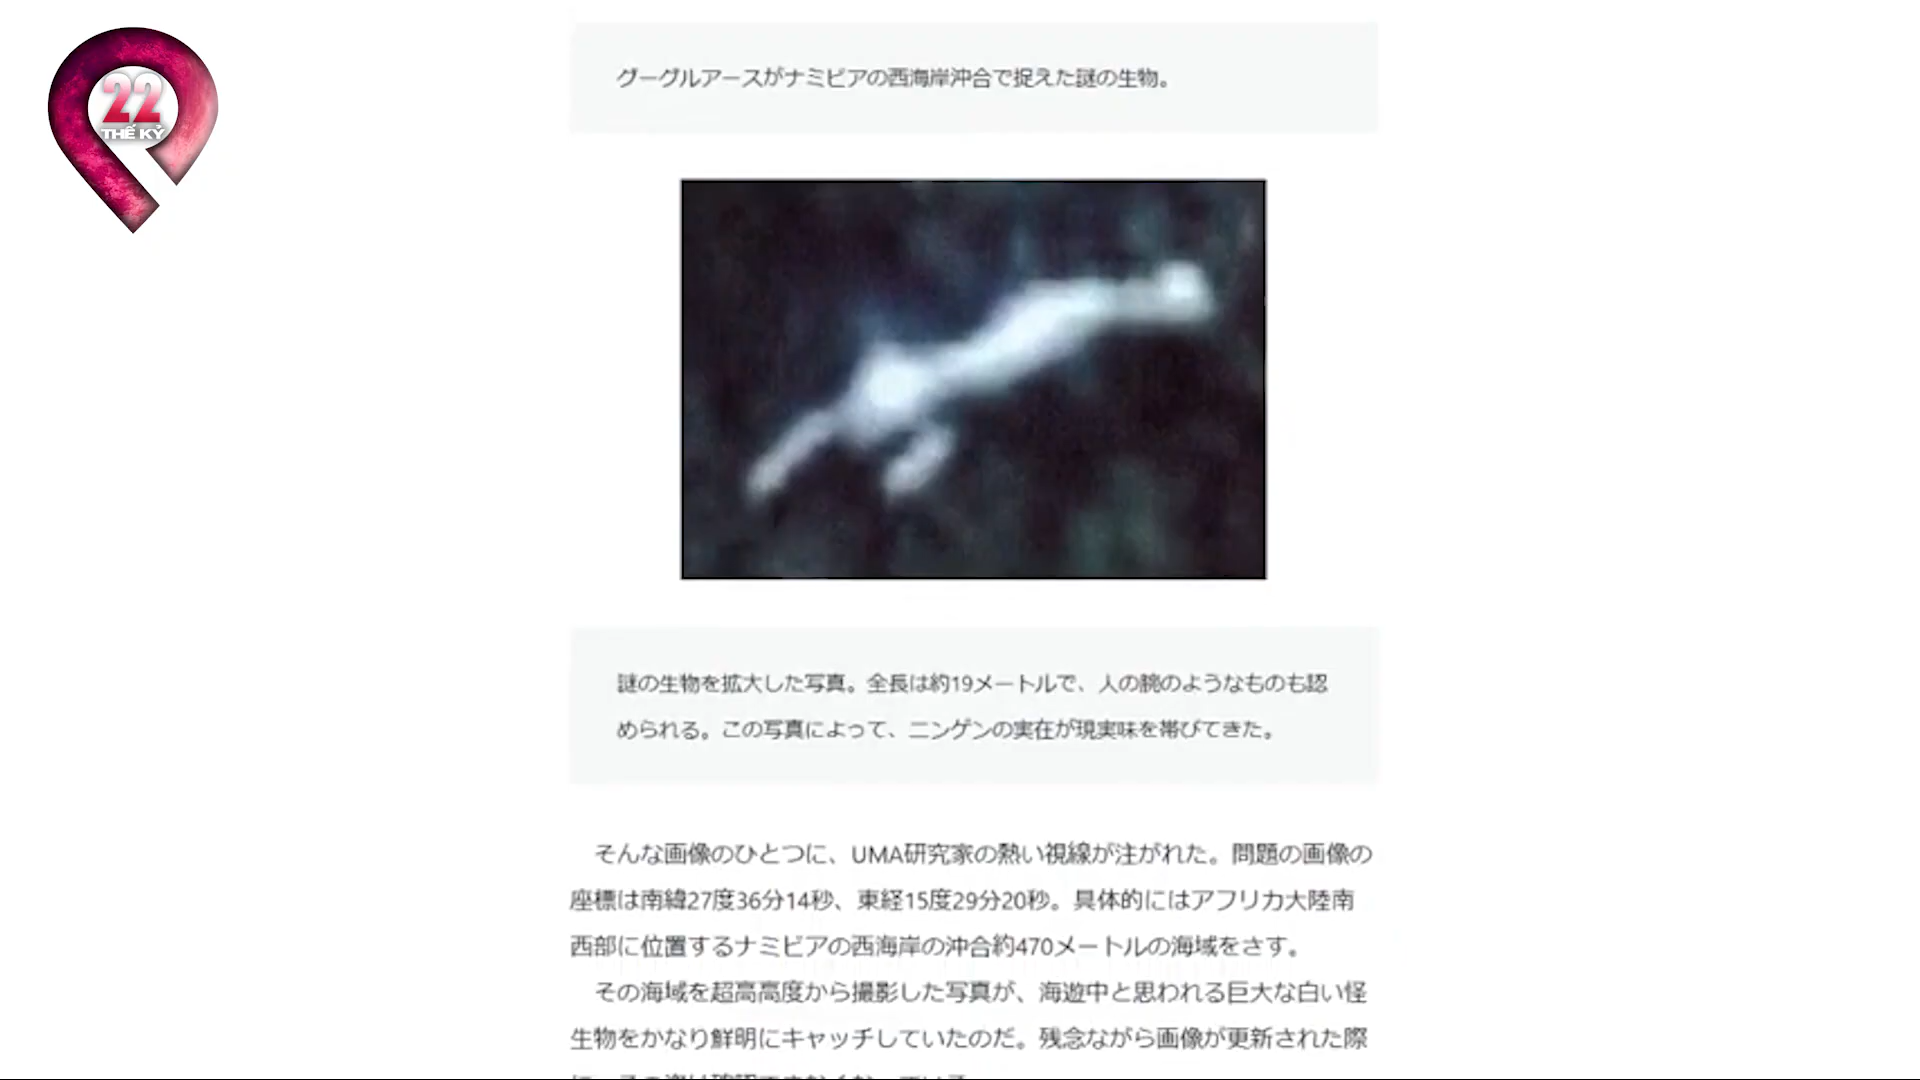 22
THẾ KỶ
グーグルアースがナミビアの西海岸沖合で捉えた謎の生物。
謎の生物を拡大した写真。全長は約19メートルで、人の腕のようなものも認
められる。この写真によって、ニンゲンの実在が現実味を帯びてきた。
そんな画像のひとつに、UMA研究家の熱い視線が注がれた。問題の画像の
座標は南緯27度36分14秒、東経15度29分20秒。具体的にはアフリカ大陸南
西部に位置するナミビアの西海岸の沖合約470メートルの海域をさす。
その海域を超高高度から撮影した写真が、海遊中と思われる巨大な白い怪
生物をかなり鮮明にキャッチしていたのだ。残念ながら画像が更新された際